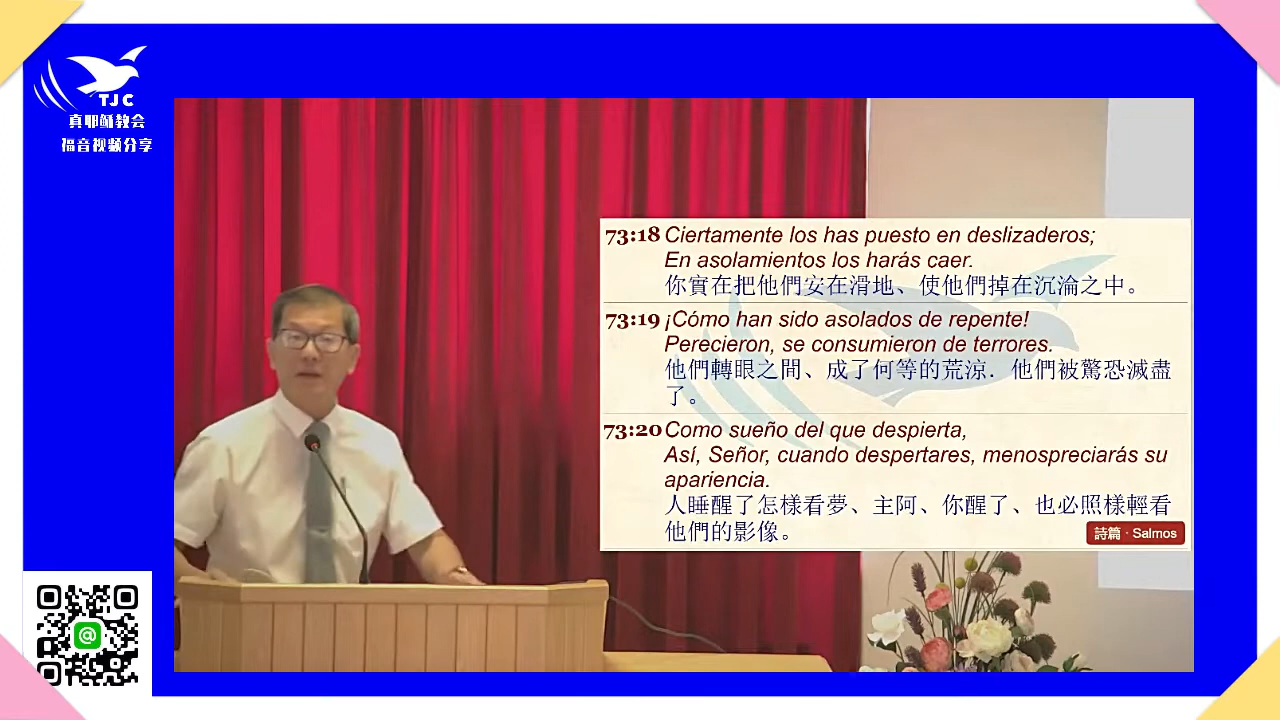 TJC
真耶稣教会
福音视频分享
73:18 Ciertamente los has puesto en deslizaderos;
En asolamientos los harás caer.
你實在把他們安在滑地、使他們掉在沉淪之中。
73:19 ¡Cómo han sido asolados de repente!
Perecieron, se consumieron de terrores.
他們轉眼之間、成了何等的荒涼．他們被驚恐滅盡
了。
73:20 Como sueño del que despierta,
Así, Señor, cuando despertares, menospreciarás su
apariencia.
人睡醒了怎樣看夢、主阿、你醒了、也必照樣輕看
他們的影像。
詩篇 · Salmos